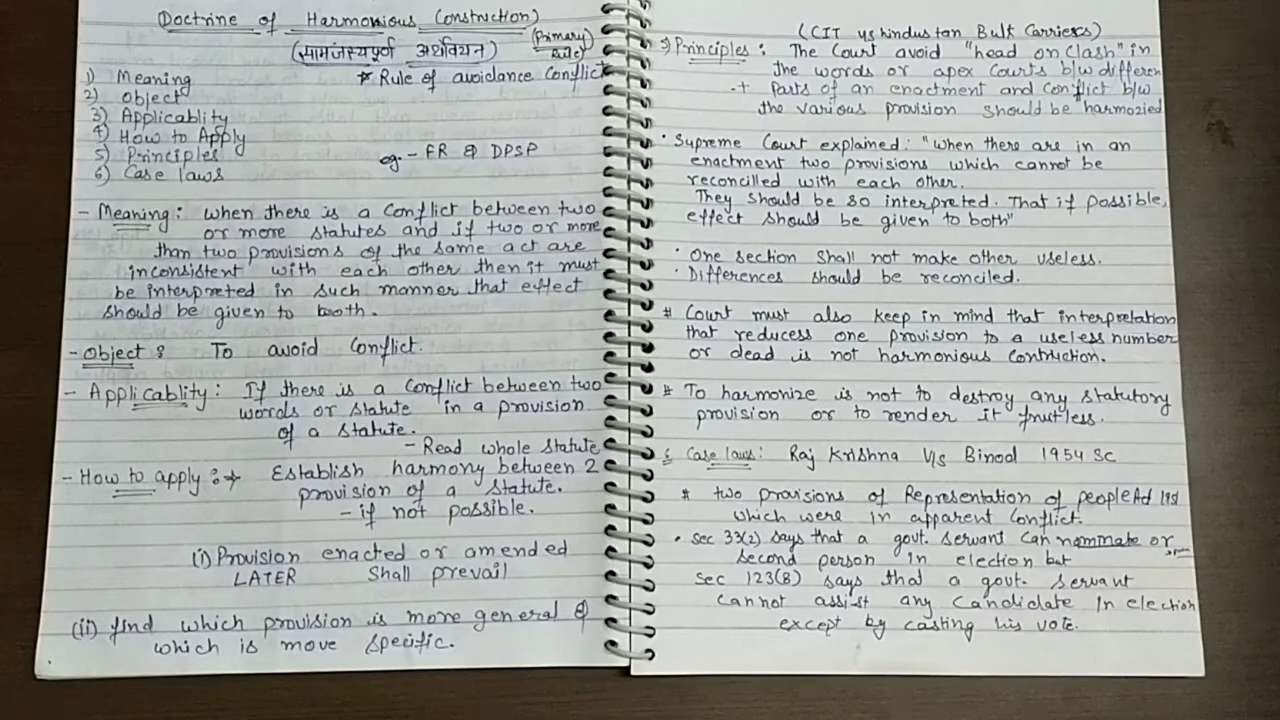 Doctrine of Harmonious Construction)
(सामंजस्यपूर्ण अर्थान्वयन) (Primary Rule)
* Rule of avoidance Conflict
1) Meaning
2) Object
3) Applicablity
4) How to Apply
5) Principles
6) Case laws
eg:- FR & DPSP
- Meaning: When there is a Conflict between two
or more statutes and if two or more
than two provisions of the same act are
inconsistent with each other then it must
be interpreted in such manner that effect
should be given to both.
- Object: To avoid Conflict.
- Applicablity: If there is a Conflict between two
words or statute in a provision
of a statute.
- Read whole statute
- How to apply: → Establish harmony between 2
provision of a statute.
- if not possible.
(i) Provision enacted or amended
LATER shall prevail
(ii) find which provision is more general &
which is move specific.
(CIT vs hindustan Bulk Carriers)
5) Principles: The Court avoid "head on clash" in
the words or apex Courts b/w differen
parts of an enactment and conflict b/w
the various provision should be harmozied
• Supreme Court explained: "When there are in an
enactment two provisions which cannot be
reconcilled with each other.
They should be so interpreted. That if possible,
effect should be given to both"
• One section shall not make other useless.
• Differences should be reconciled.
# Court must also keep in mind that interpretation
that reducess one provision to a useless number
or dead is not harmonious contruction.
# To harmonize is not to destroy any statutory
provision or to render it fruitless.
6 Case laws: Raj Krishna V/s Binod 1954 SC
# two provisions of Representation of people Act 1951
which were in apparent conflict.
• Sec 33(2) says that a govt. servant can nominate or
second person in election but
sec 123(8) says that a govt. servant
cannot assist any candidate in election
except by casting his vote.